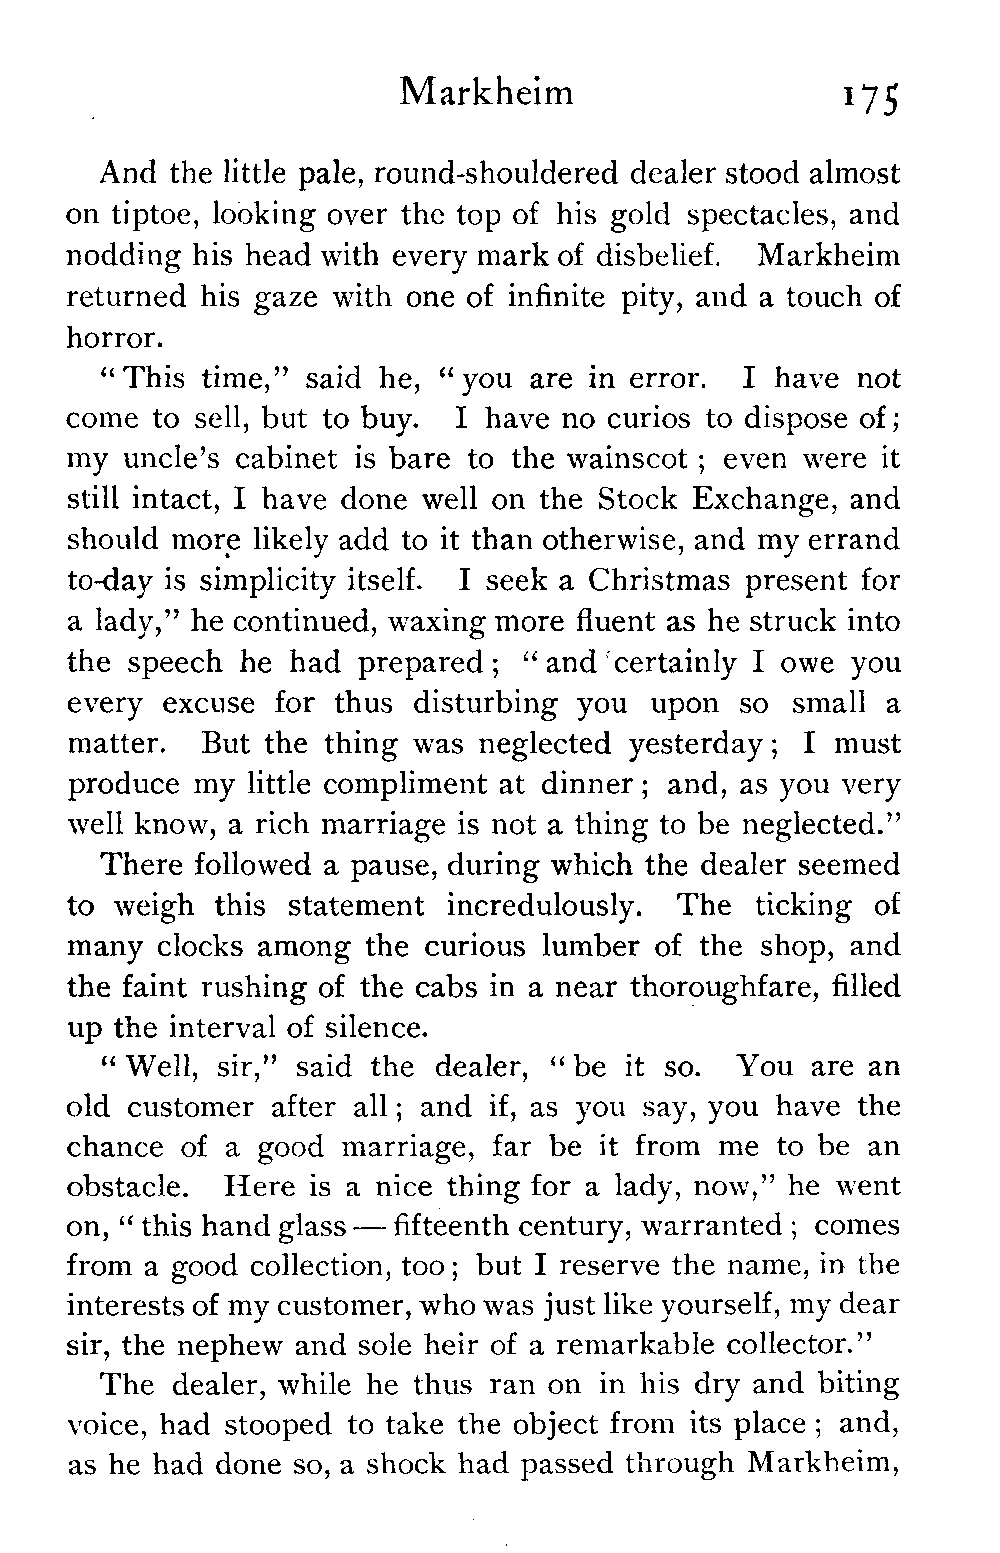 Markheim 175
And the little pale, round-shouldered dealer stood almost
on tiptoe, looking over the top of his gold spectacles, and
nodding his head with every mark of disbelief. Markheim
returned his gaze with one of infinite pity, and a touch of
horror.
“This time,” said he, “you are in error. I have not
come to sell, but to buy. I have no curios to dispose of;
my uncle’s cabinet is bare to the wainscot; even were it
still intact, I have done well on the Stock Exchange, and
should more likely add to it than otherwise, and my errand
to-day is simplicity itself. I seek a Christmas present for
a lady,” he continued, waxing more fluent as he struck into
the speech he had prepared; “and certainly I owe you
every excuse for thus disturbing you upon so small a
matter. But the thing was neglected yesterday; I must
produce my little compliment at dinner; and, as you very
well know, a rich marriage is not a thing to be neglected.”
There followed a pause, during which the dealer seemed
to weigh this statement incredulously. The ticking of
many clocks among the curious lumber of the shop, and
the faint rushing of the cabs in a near thoroughfare, filled
up the interval of silence.
“Well, sir,” said the dealer, “be it so. You are an
old customer after all; and if, as you say, you have the
chance of a good marriage, far be it from me to be an
obstacle. Here is a nice thing for a lady, now,” he went
on, “this hand glass — fifteenth century, warranted; comes
from a good collection, too; but I reserve the name, in the
interests of my customer, who was just like yourself, my dear
sir, the nephew and sole heir of a remarkable collector.”
The dealer, while he thus ran on in his dry and biting
voice, had stooped to take the object from its place; and,
as he had done so, a shock had passed through Markheim,